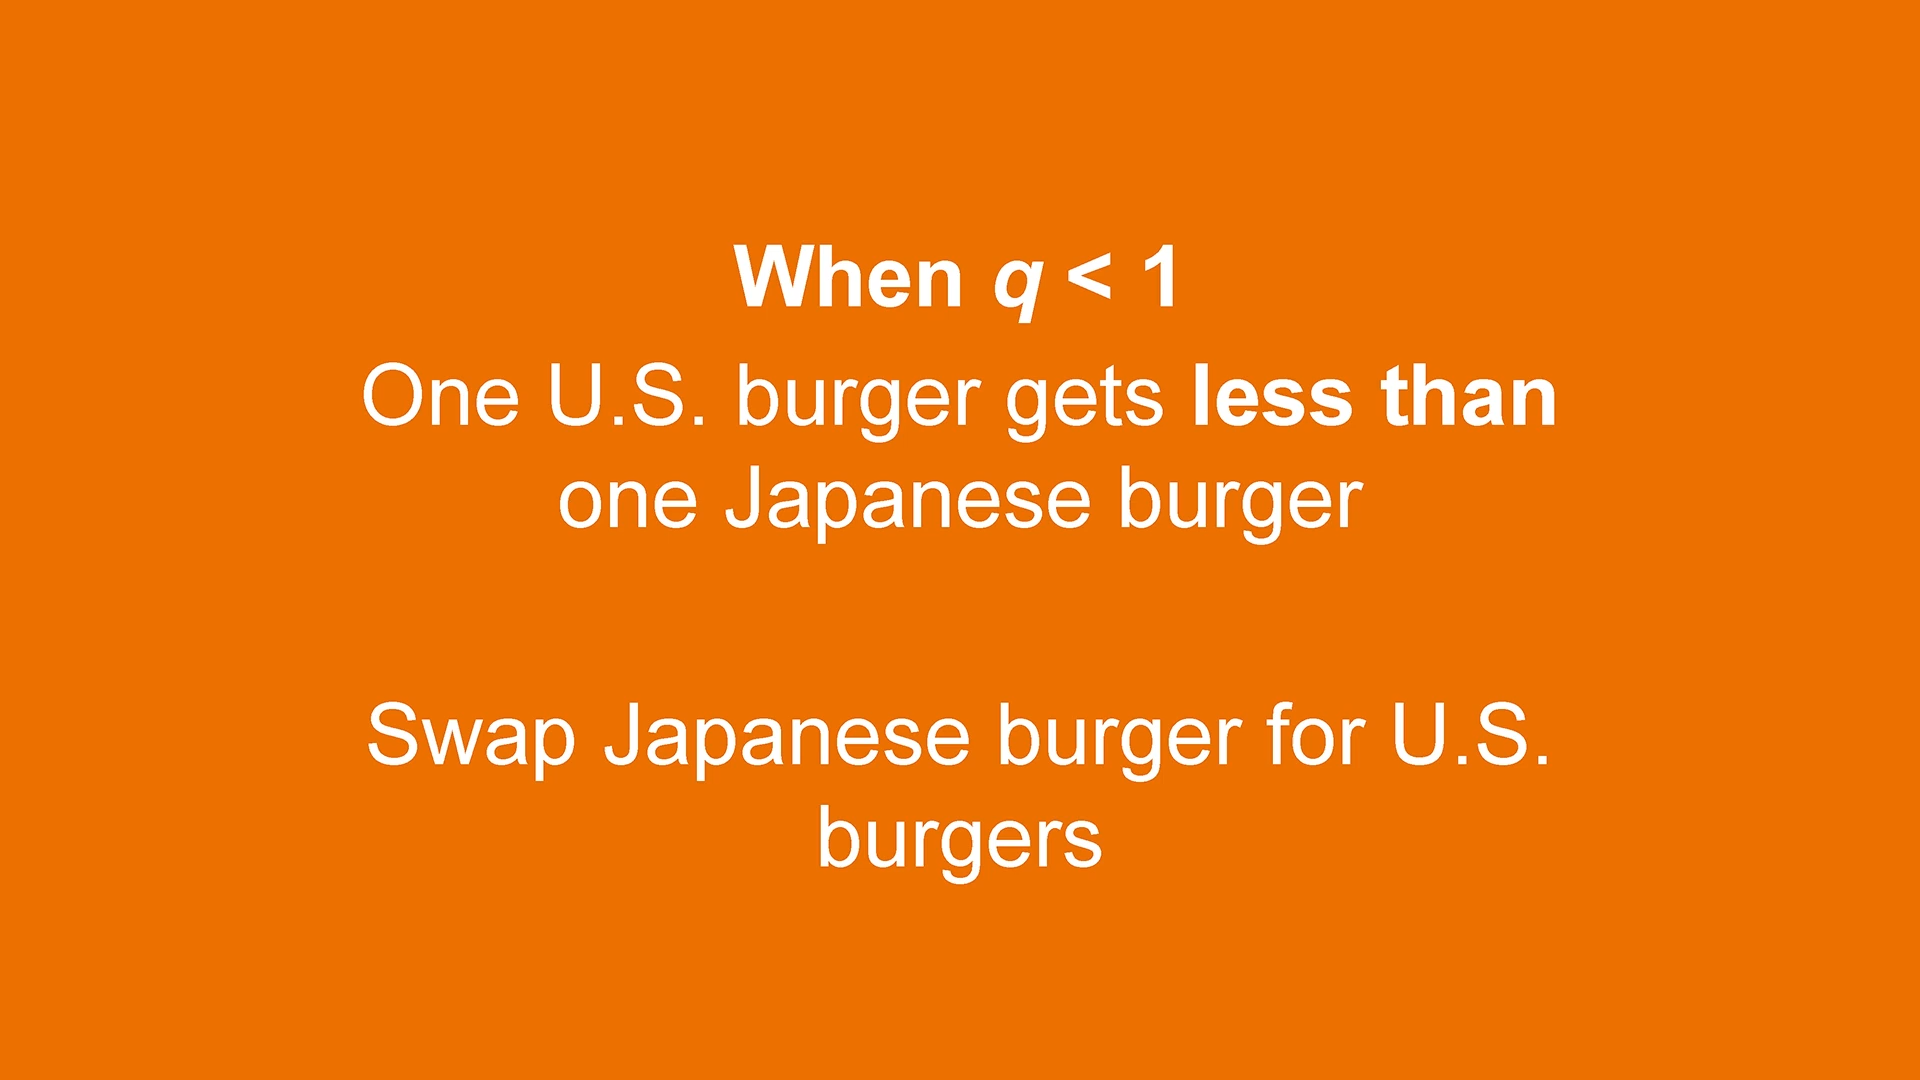 When q < 1
One U.S. burger gets less than
one Japanese burger
Swap Japanese burger for U.S.
burgers